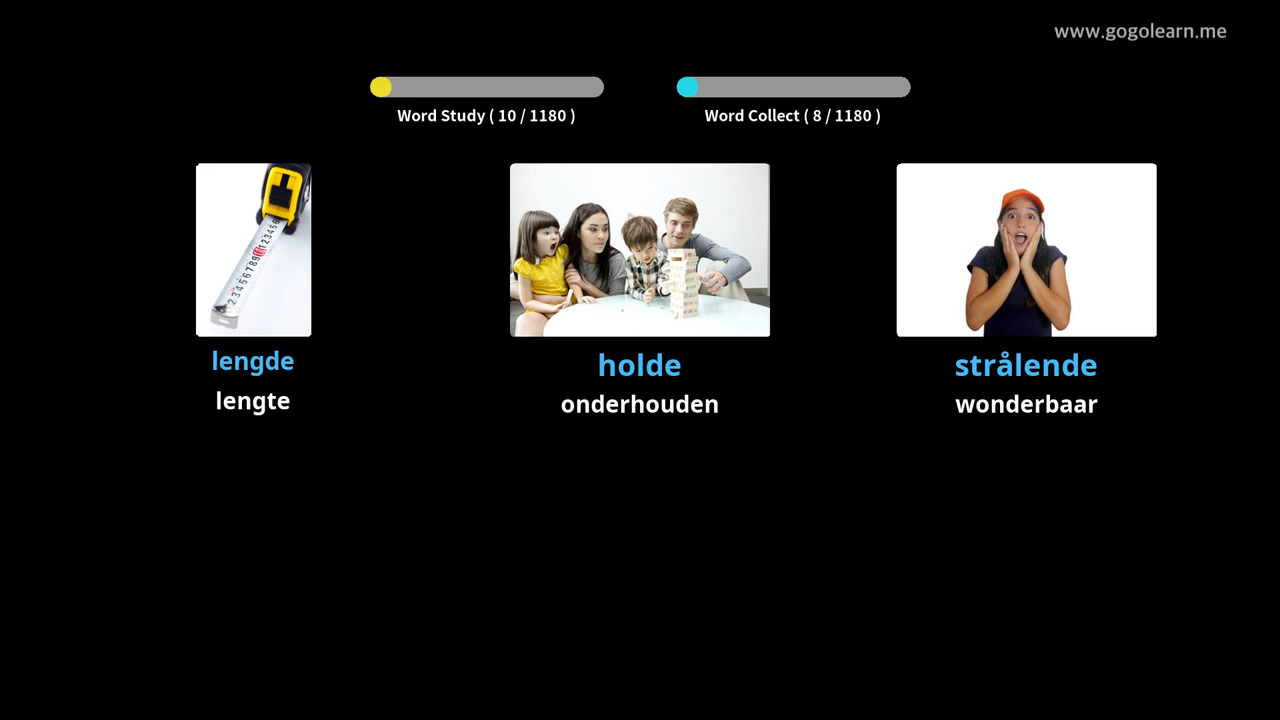 www.gogolearn.me
Word Study ( 10 / 1180 )
Word Collect ( 8 / 1180 )
lengde
lengte
holde
onderhouden
strålende
wonderbaar